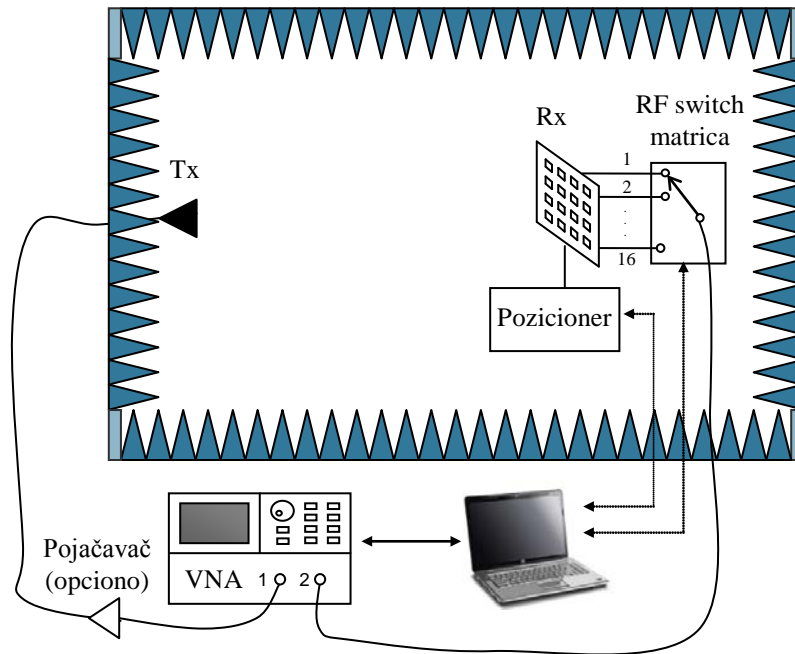 RF switch
matrica
Rx
Tx
1
2
16
Pozicioner
Pojačavač
(opciono)
VNA 1 2